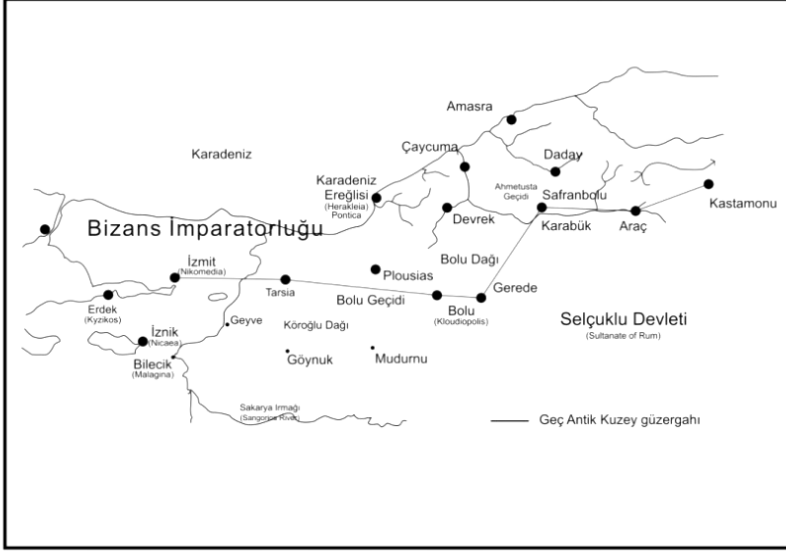 Amasra
Çaycuma
Karadeniz
Daday
Karadeniz
Ereğlisi
(Herakleia)
Pontica
Ahmetusta
Geçidi
Safranbolu
Kastamonu
Devrek
Karabük
Araç
Bizans İmparatorluğu
Bolu Dağı
İzmit
(Nikomedia)
Plousias
Tarsia
Gerede
Bolu Geçidi
Bolu
(Kloudiopolis)
Erdek
(Kyzikos)
Geyve
Köroğlu Dağı
Selçuklu Devleti
(Sultanate of Rum)
İznik
(Nicaea)
Bilecik
(Malagina)
Göynuk
Mudurnu
Sakarya Irmağı
(Sangorios River)
Geç Antik Kuzey güzergahı